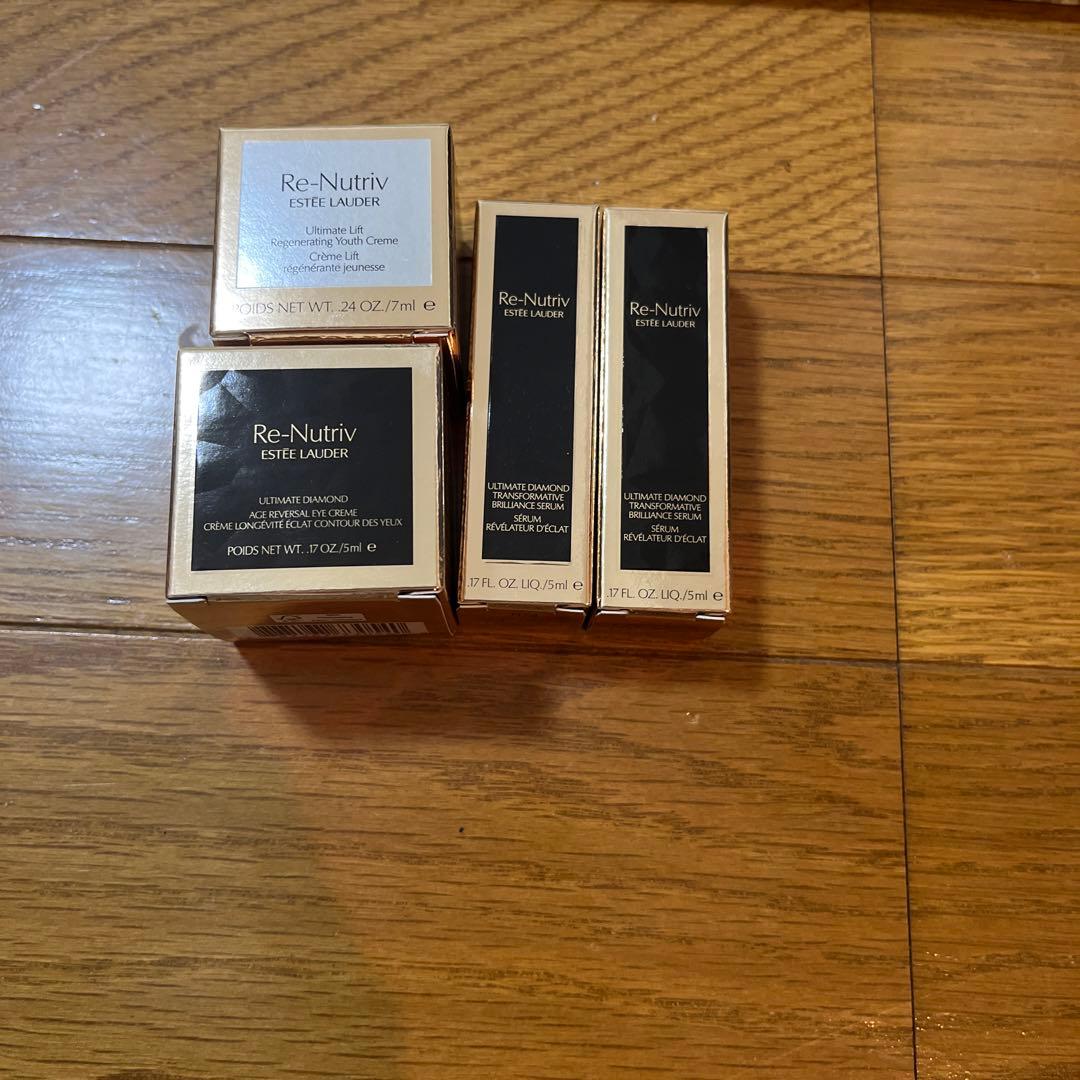 Re-Nutriv
ESTĒE LAUDER
Ultimate Lift
Regenerating Youth Creme
Crème Lift
régénérante jeunesse
POIDS NET WT. .24 OZ./7ml e
Re-Nutriv
ESTĒE LAUDER
ULTIMATE DIAMOND
AGE REVERSAL EYE CREME
CRÈME LONGÉVITÉ ÉCLAT CONTOUR DES YEUX
POIDS NET WT. .17 OZ./5ml e
Re-Nutriv
ESTĒE LAUDER
ULTIMATE DIAMOND
TRANSFORMATIVE
BRILLIANCE SERUM
SÉRUM
RÉVÉLATEUR D'ÉCLAT
.17 FL. OZ. LIQ./5ml e
Re-Nutriv
ESTĒE LAUDER
ULTIMATE DIAMOND
TRANSFORMATIVE
BRILLIANCE SERUM
SÉRUM
RÉVÉLATEUR D'ÉCLAT
.17 FL. OZ. LIQ./5ml e